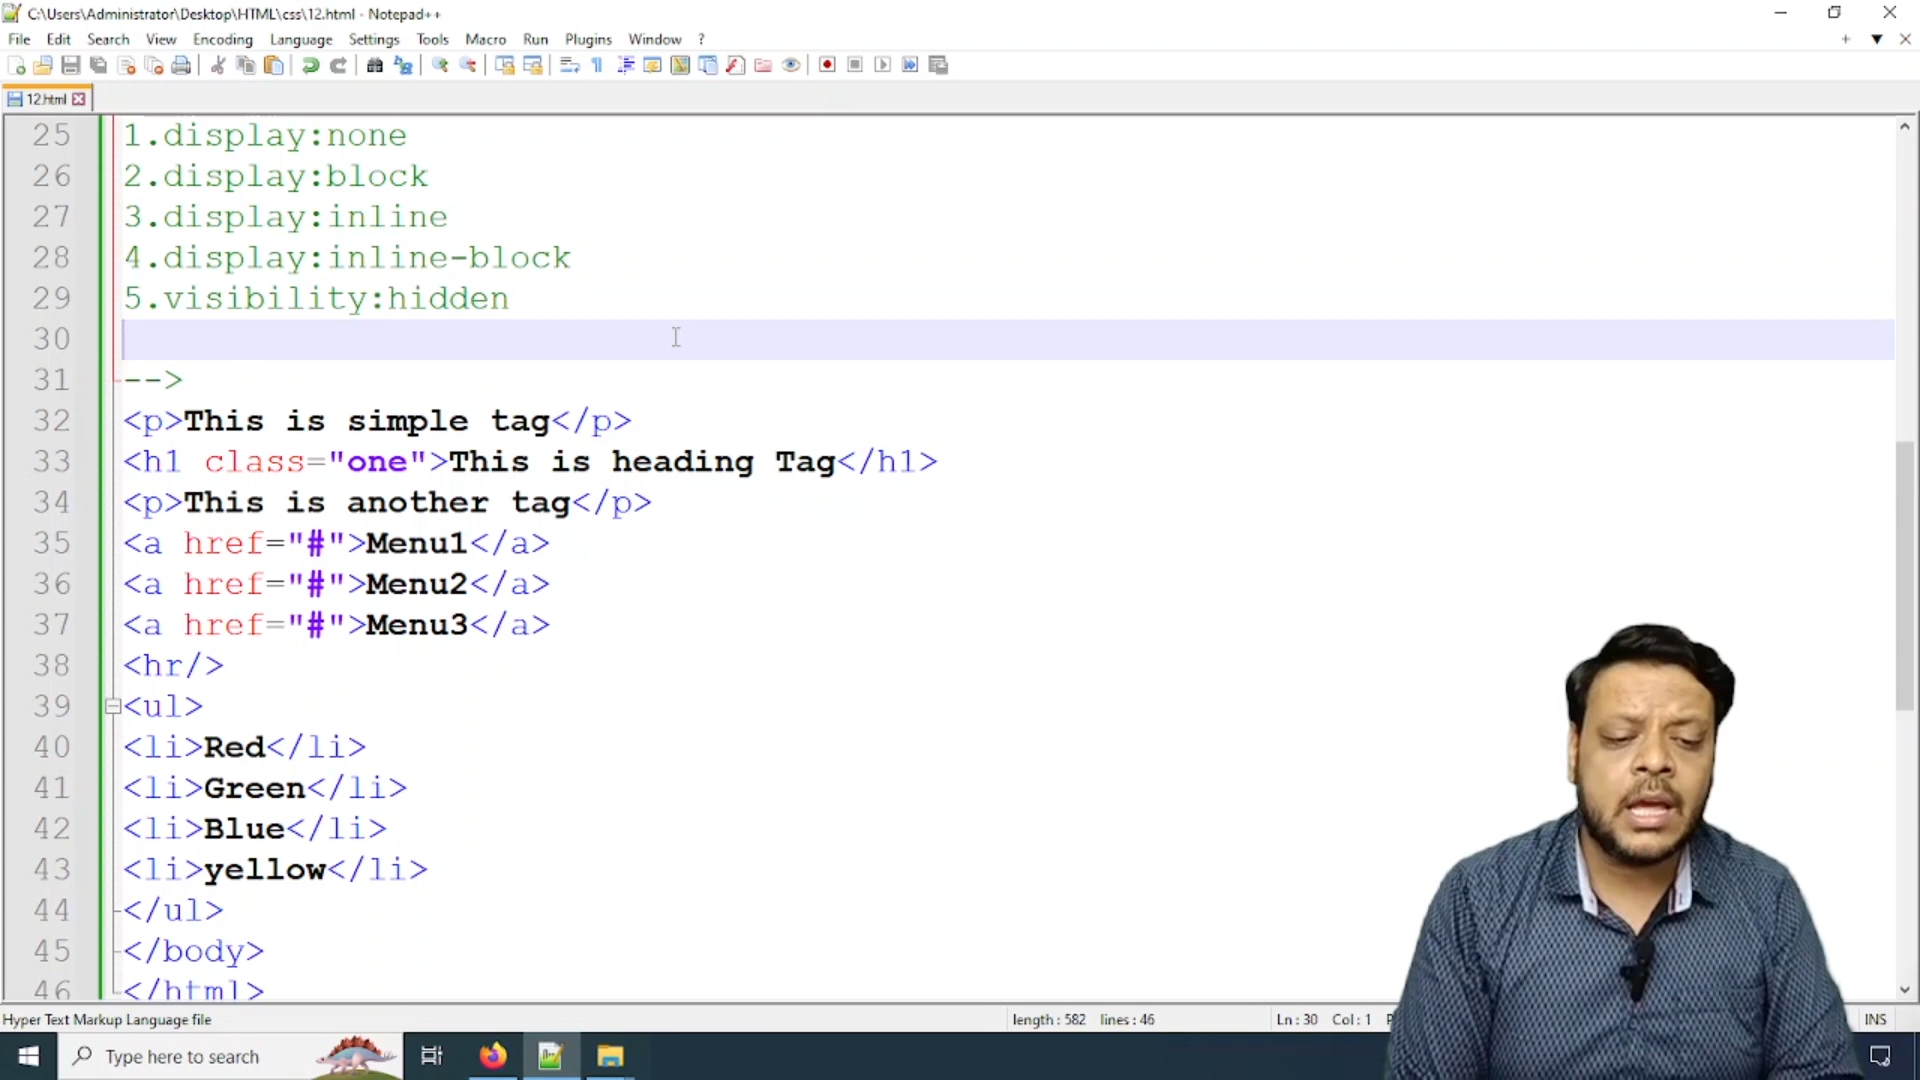 C:\Users\Administrator\Desktop\HTML\css\12.html - Notepad++
File Edit Search View Encoding Language Settings Tools Macro Run Plugins Window ?
12.html
25 1.display:none
26 2.display:block
27 3.display:inline
28 4.display:inline-block
29 5.visibility:hidden
30
31 -->
32 <p>This is simple tag</p>
33 <h1 class="one">This is heading Tag</h1>
34 <p>This is another tag</p>
35 <a href="#">Menu1</a>
36 <a href="#">Menu2</a>
37 <a href="#">Menu3</a>
38 <hr/>
39 <ul>
40 <li>Red</li>
41 <li>Green</li>
42 <li>Blue</li>
43 <li>yellow</li>
44 </ul>
45 </body>
46 </html>
Hyper Text Markup Language file length : 582 lines : 46 Ln : 30 Col : 1 P INS
Type here to search